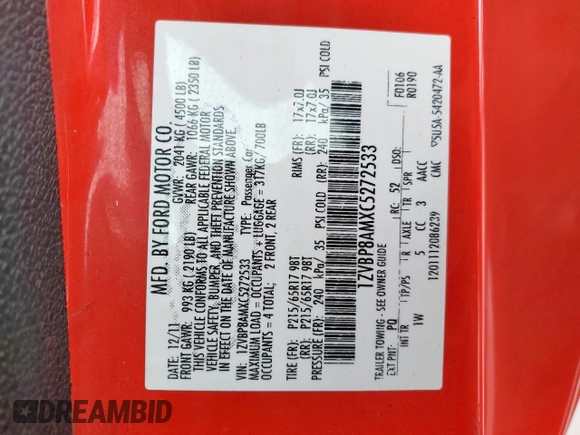 MFD. BY FORD MOTOR CO.
DATE: 12/11 GVWR: 2041 KG ( 4500 LB)
FRONT GAWR: 993 KG ( 2190 LB) REAR GAWR: 1066 KG ( 2350 LB)
THIS VEHICLE CONFORMS TO ALL APPLICABLE FEDERAL MOTOR
VEHICLE SAFETY, BUMPER, AND THEFT PREVENTION STANDARDS
IN EFFECT ON THE DATE OF MANUFACTURE SHOWN ABOVE.
VIN: 1ZVBP8AMXC5272533 TYPE: Passenger Car
MAXIMUM LOAD = OCCUPANTS + LUGGAGE = 317KG/ 700LB
OCCUPANTS = 4 TOTAL; 2 FRONT, 2 REAR
TIRE (FR): P215/65R17 98T RIMS (FR): 17x7.0J
(RR): P215/65R17 98T (RR): 17x7.0J
PRESSURE (FR): 240 kPa/ 35 PSI COLD (RR) 240 kPa/ 35 PSI COLD
1ZVBP8AMXC5272533
TRAILER TOWING - SEE OWNER GUIDE F0106
EXT PNT: PQ RC: 52 DSO: R0190
INT TR TP/PS R AXLE TR SPR
1W 5 CC 3 AACC
12011112086239 CMC ▽5U5A-5420472-AA
DREAMBID